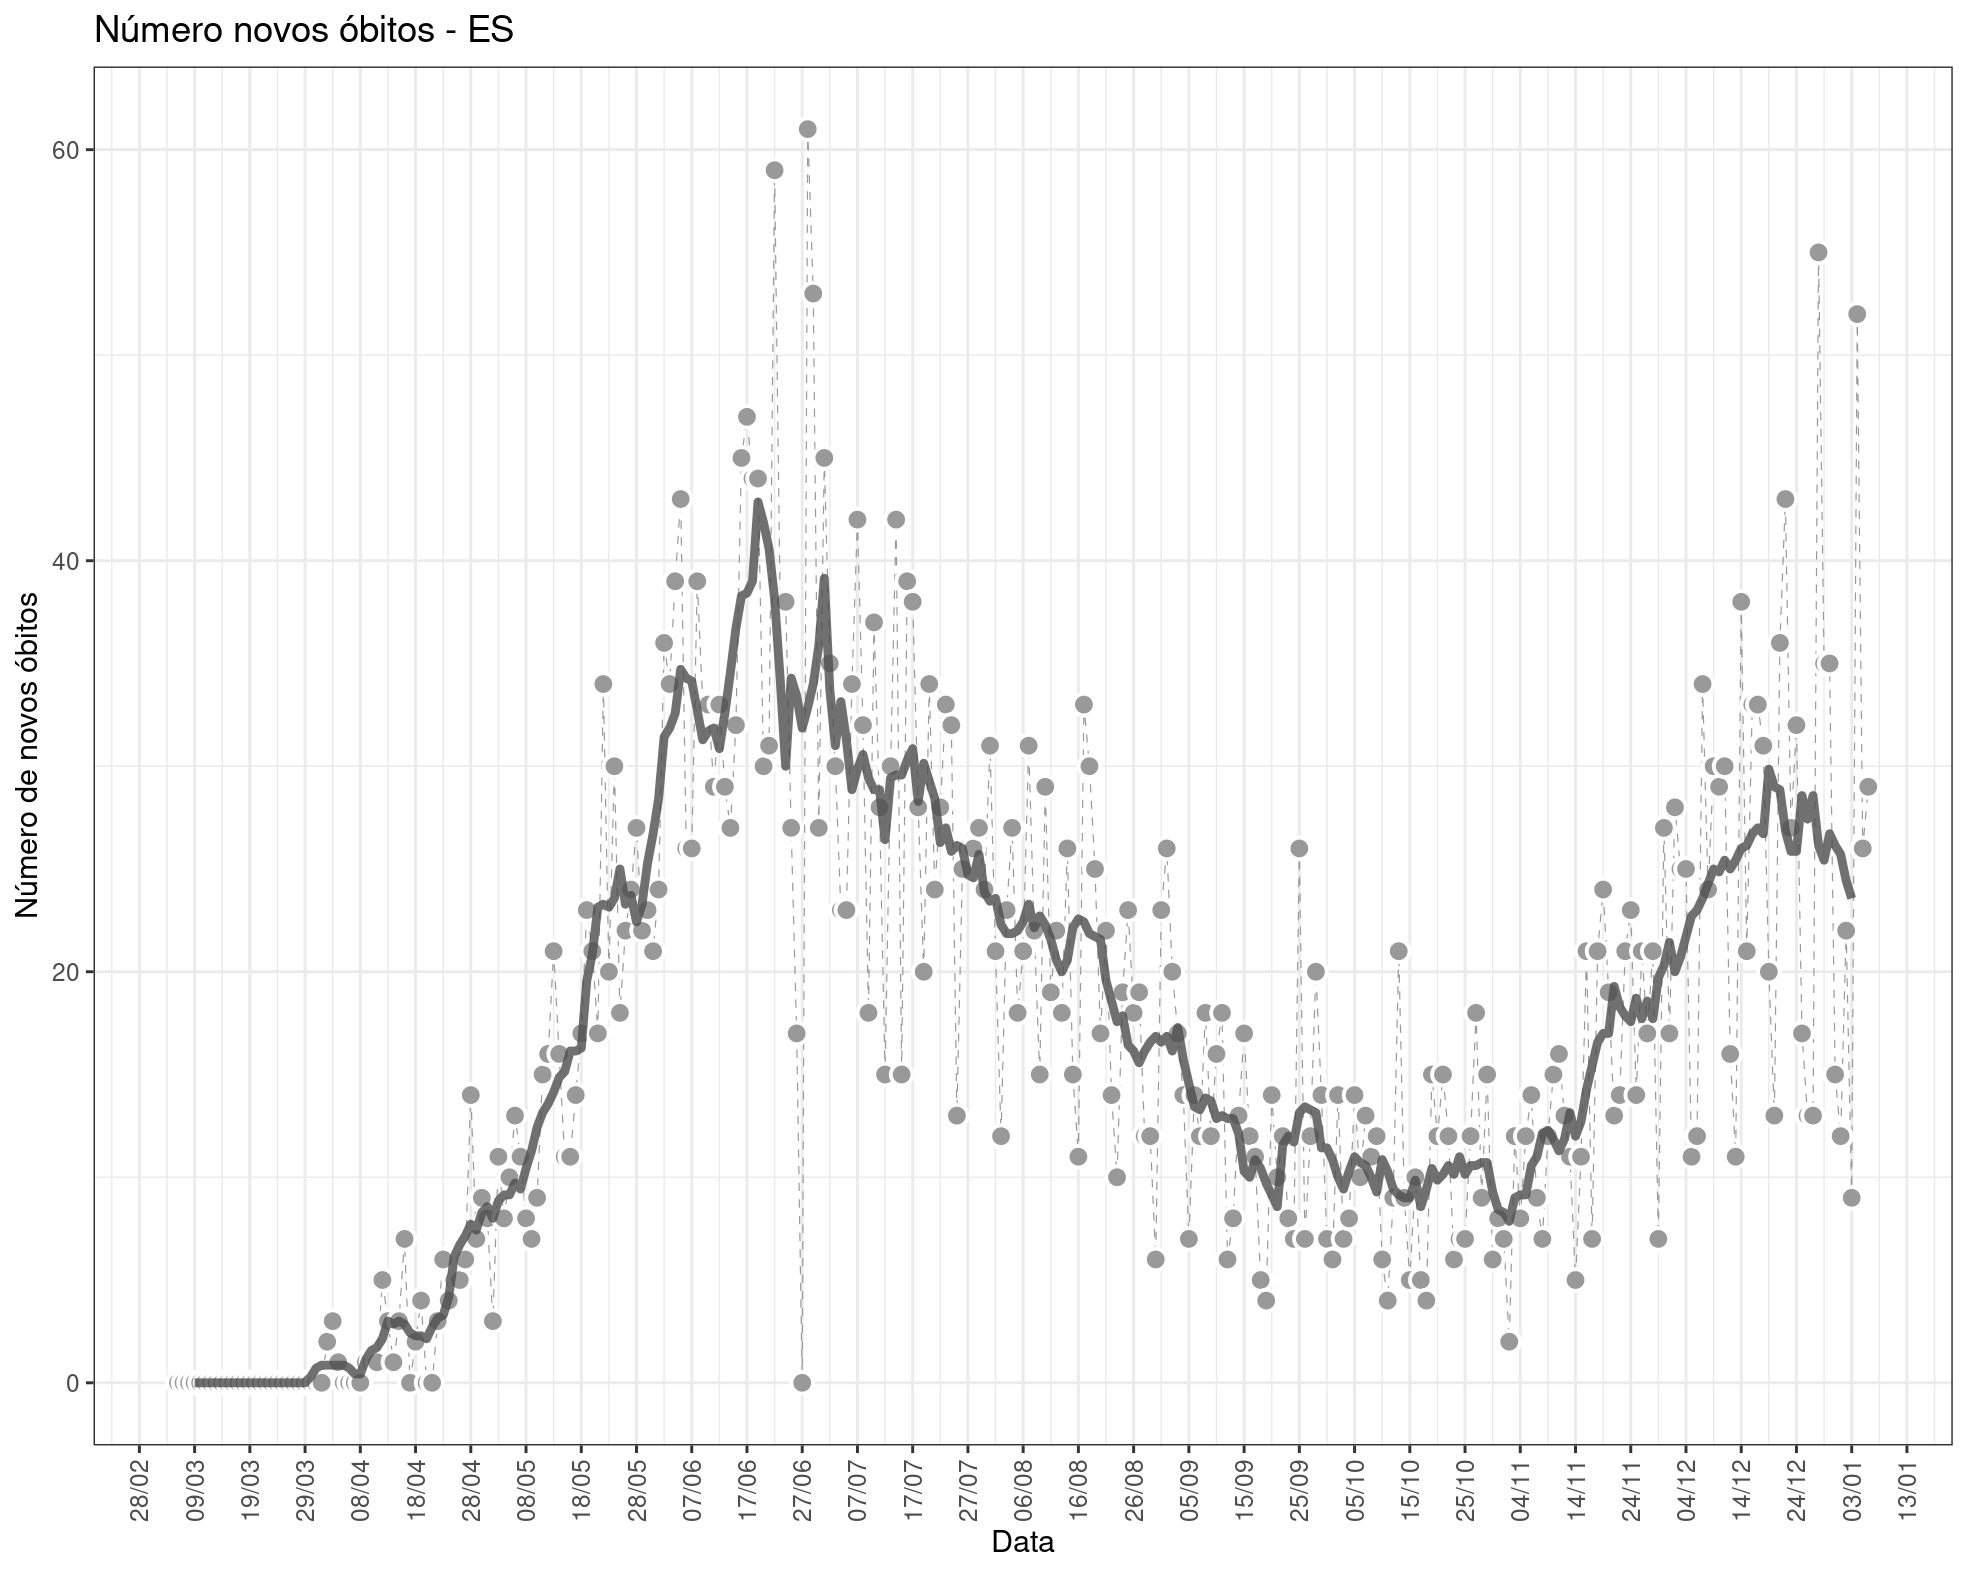 Número novos óbitos - ES
Número de novos óbitos
60
40
20
0
28/02 09/03 19/03 29/03 08/04 18/04 28/04 08/05 18/05 28/05 07/06 17/06 27/06 07/07 17/07 27/07 06/08 16/08 26/08 05/09 15/09 25/09 05/10 15/10 25/10 04/11 14/11 24/11 04/12 14/12 24/12 03/01 13/01
Data